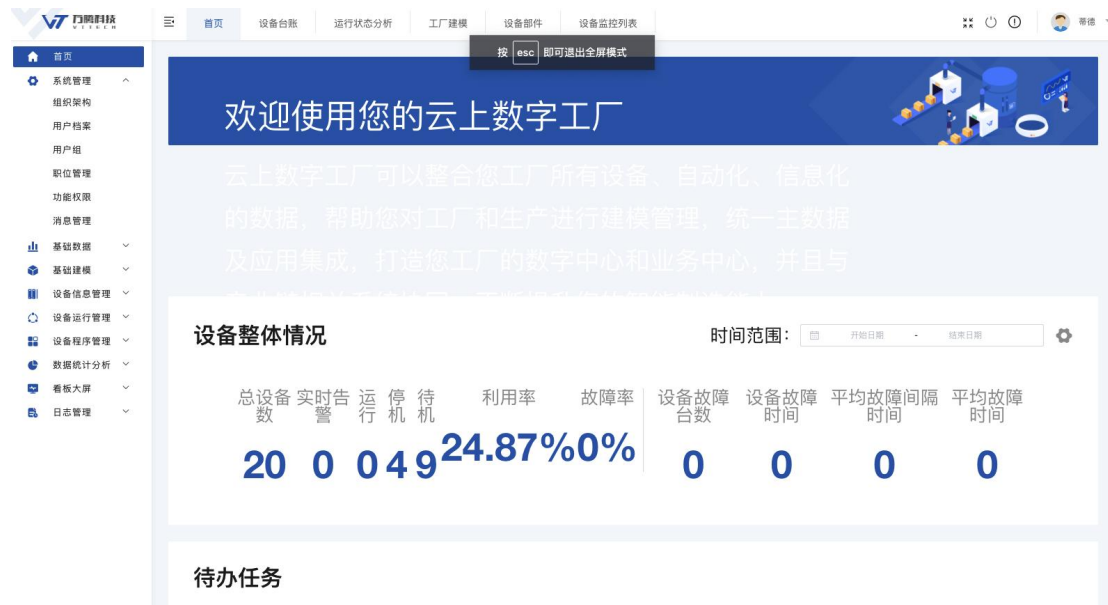 万腾科技
VTTECH
首页
设备台账
运行状态分析
工厂建模
设备部件
设备监控列表
蒂德
按 esc 即可退出全屏模式
首页
系统管理
组织架构
用户档案
用户组
职位管理
功能权限
消息管理
基础数据
基础建模
设备信息管理
设备运行管理
设备程序管理
数据统计分析
看板大屏
日志管理
欢迎使用您的云上数字工厂
云上数字工厂可以整合您工厂所有设备、自动化、信息化
的数据，帮助您对工厂和生产进行建模管理，统一主数据
及应用集成，打造您工厂的数字中心和业务中心，并且与
设备整体情况
时间范围：
开始日期 - 结束日期
总设备数
20
实时告警
0
运行
0
停机
4
待机
9
利用率
24.87%
故障率
0%
设备故障台数
0
设备故障时间
0
平均故障间隔时间
0
平均故障时间
0
待办任务